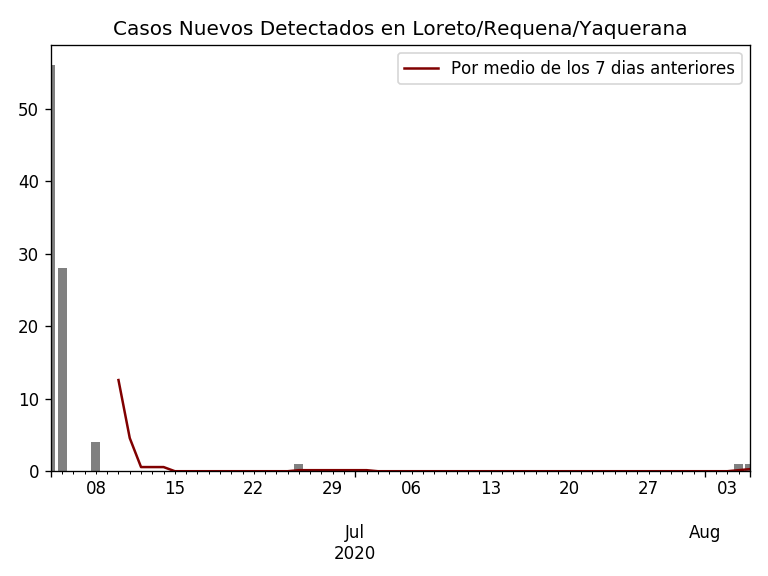 Casos Nuevos Detectados en Loreto/Requena/Yaquerana
Por medio de los 7 dias anteriores
50
40
30
20
10
0
08 15 22 29 06 13 20 27 03
Jul Aug
2020